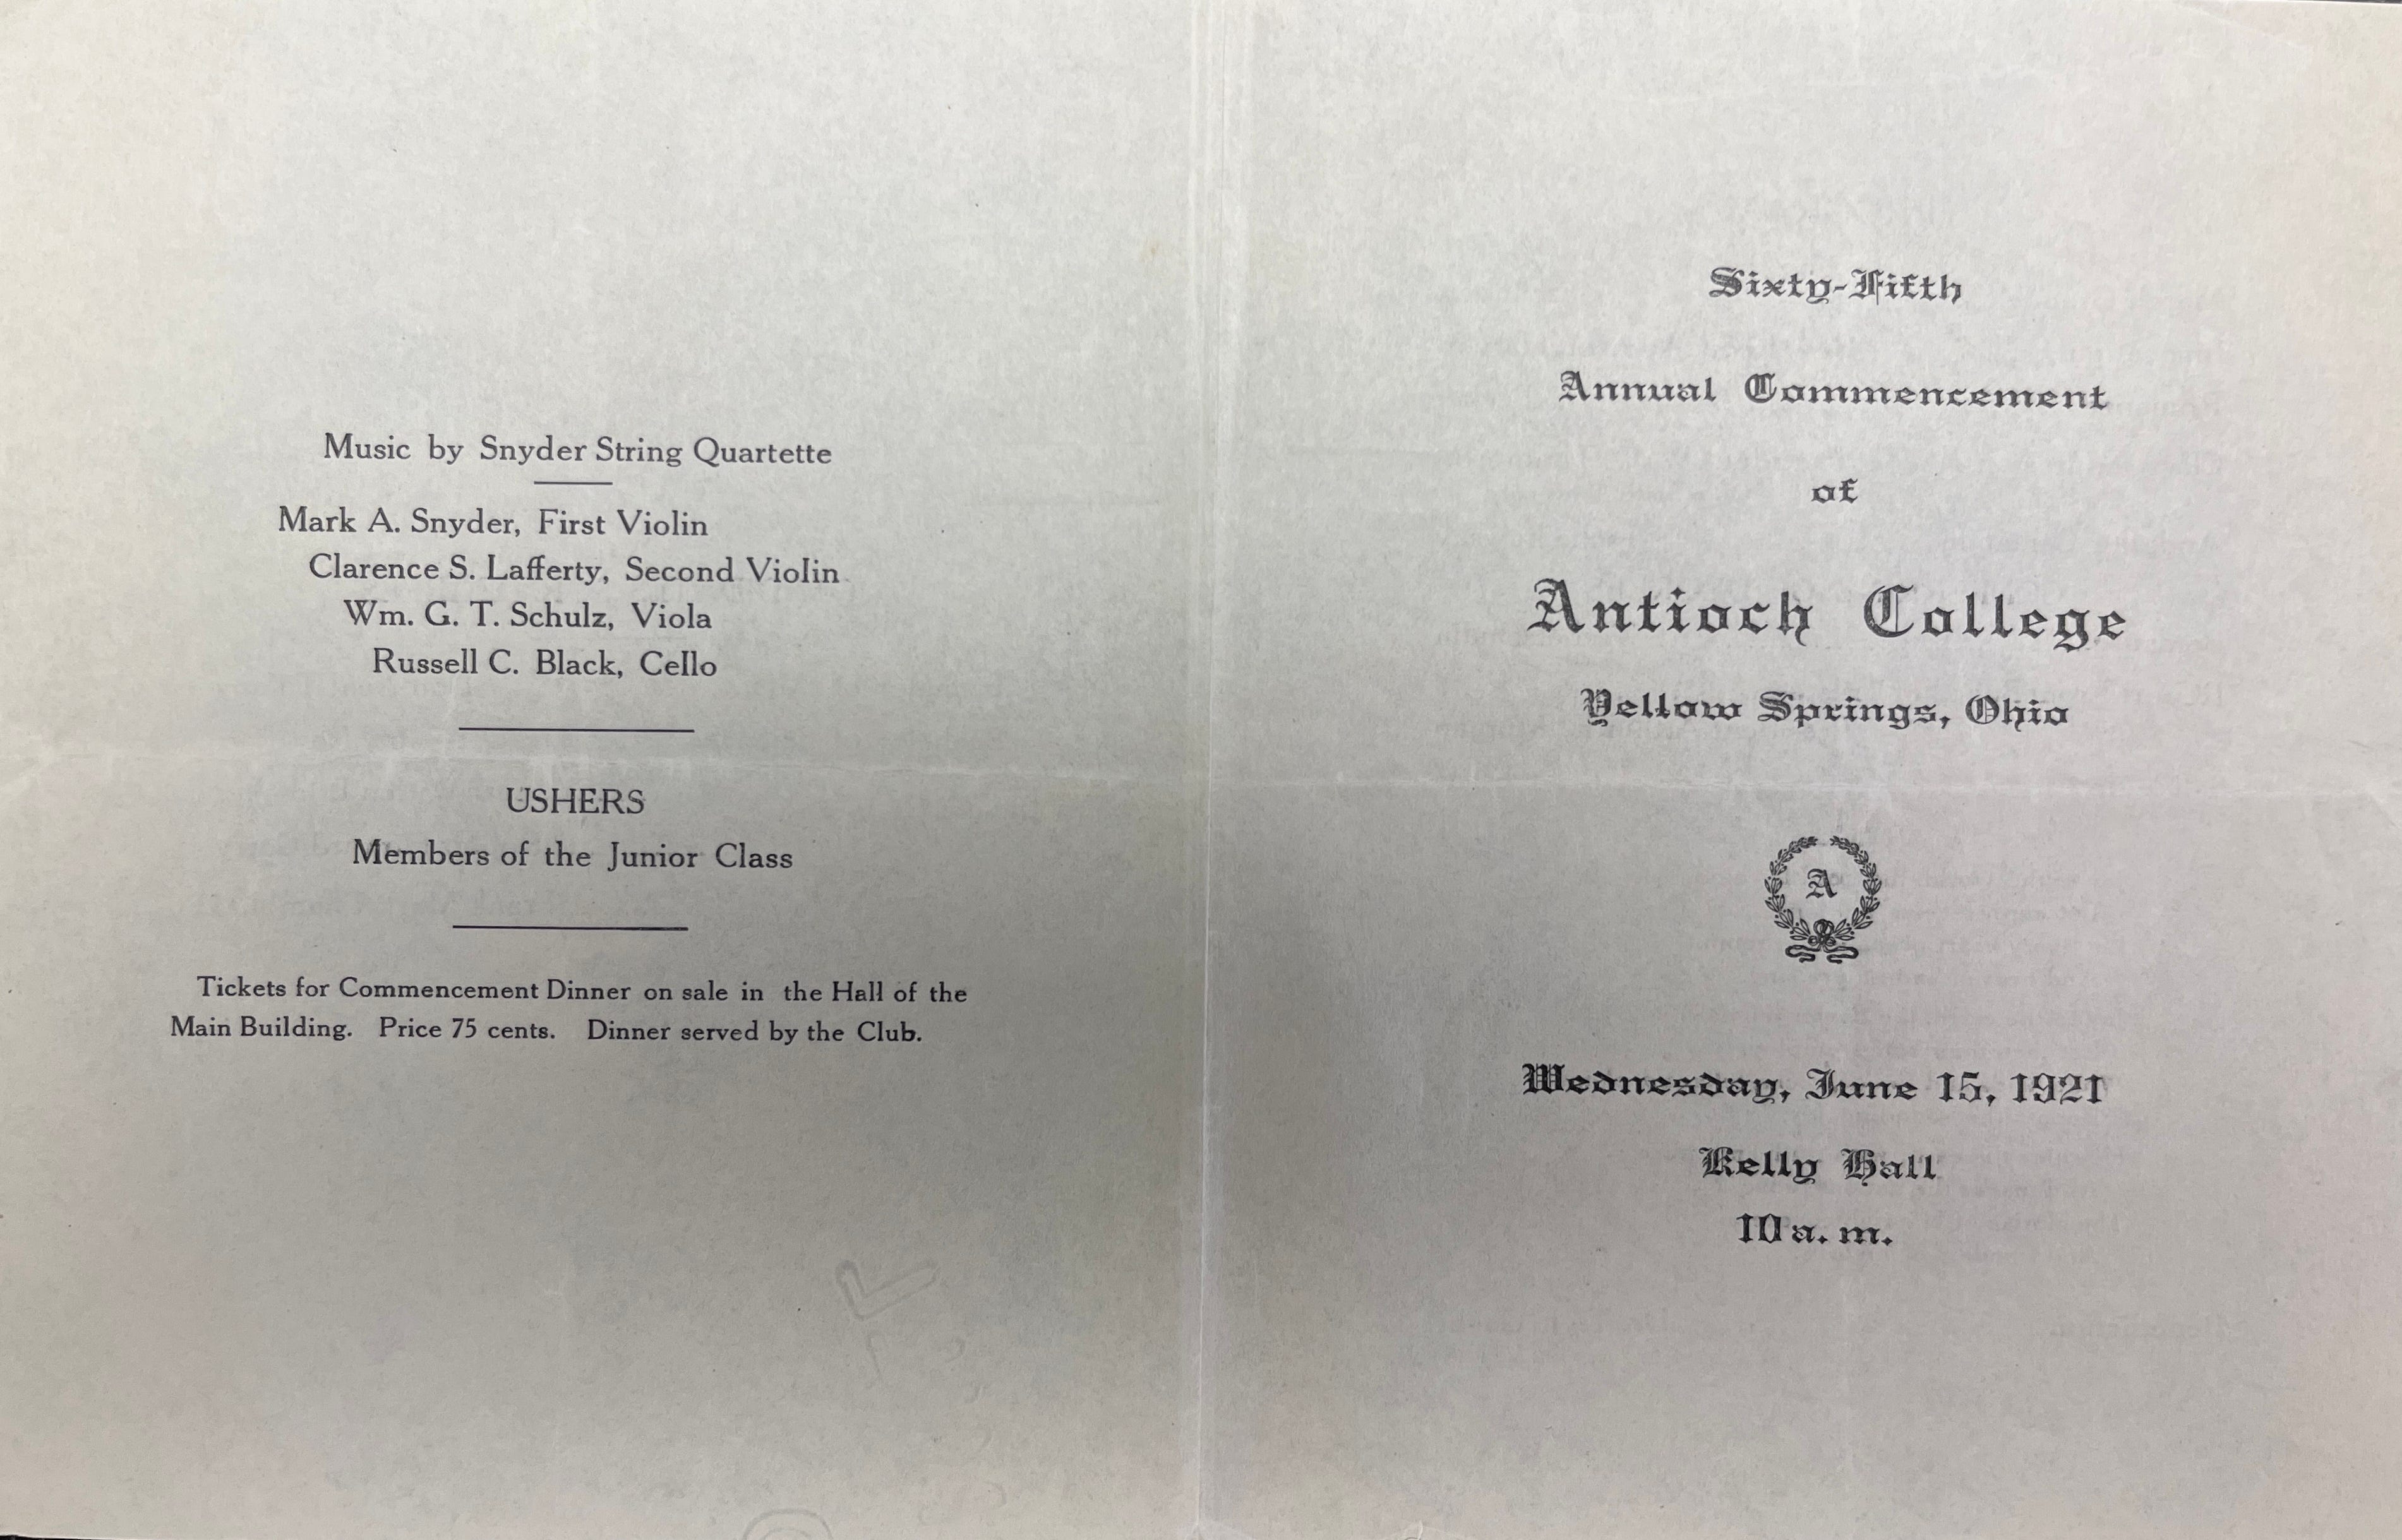 Music by Snyder String Quartette
Mark A. Snyder, First Violin
Clarence S. Lafferty, Second Violin
Wm. G. T. Schulz, Viola
Russell C. Black, Cello
USHERS
Members of the Junior Class
Tickets for Commencement Dinner on sale in the Hall of the
Main Building. Price 75 cents. Dinner served by the Club.
Sixty-Fifth
Annual Commencement
of
Antioch College
Yellow Springs, Ohio
A
Wednesday, June 15, 1921
Kelly Hall
10 a. m.